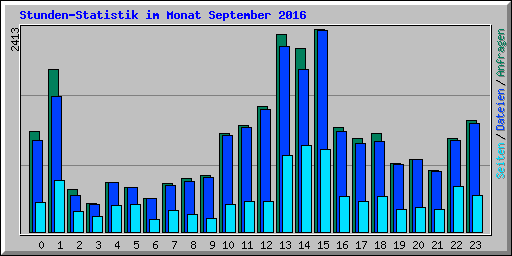 Stunden-Statistik im Monat September 2016
2413
Seiten / Dateien / Anfragen
0 1 2 3 4 5 6 7 8 9 10 11 12 13 14 15 16 17 18 19 20 21 22 23